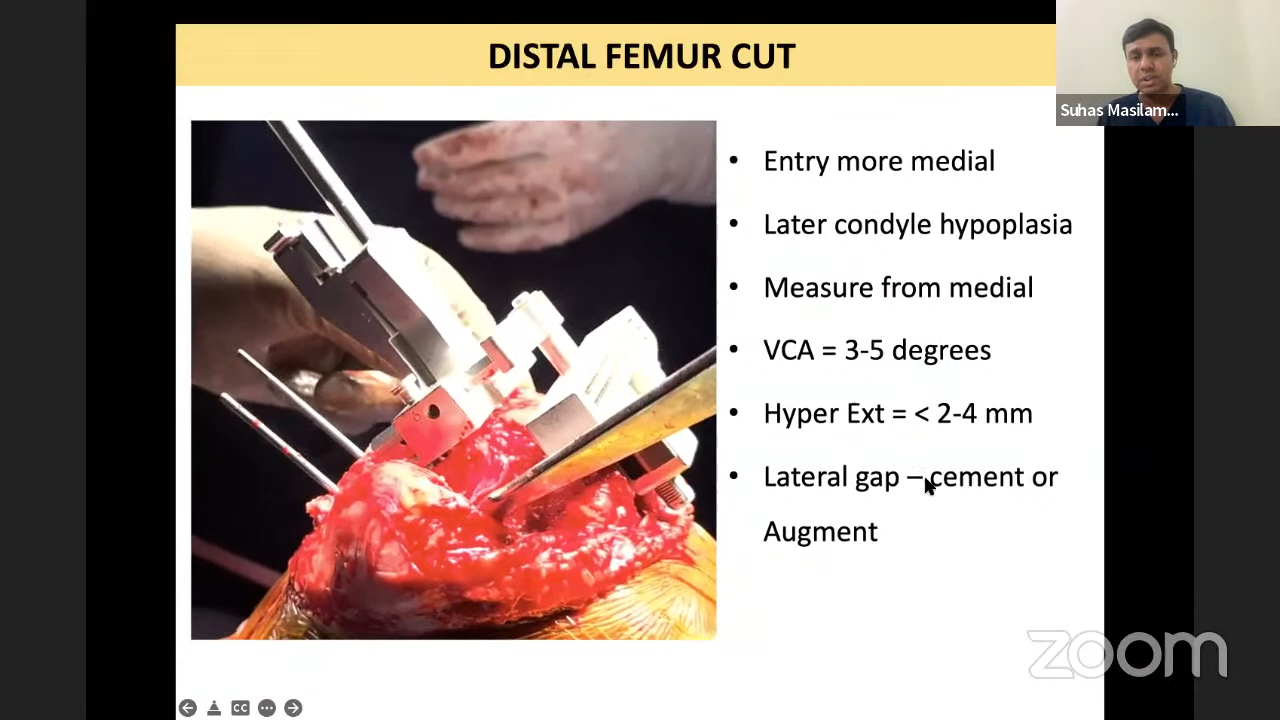 DISTAL FEMUR CUT
Suhas Masilam...
• Entry more medial
• Later condyle hypoplasia
• Measure from medial
• VCA = 3-5 degrees
• Hyper Ext = < 2-4 mm
• Lateral gap – cement or
Augment
zoom
CC